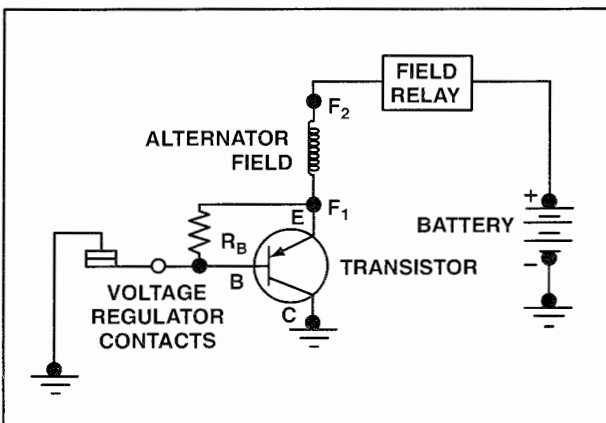 FIELD
RELAY
F2
ALTERNATOR
FIELD
F1
E
RB
B
C
TRANSISTOR
BATTERY
+
−
VOLTAGE
REGULATOR
CONTACTS